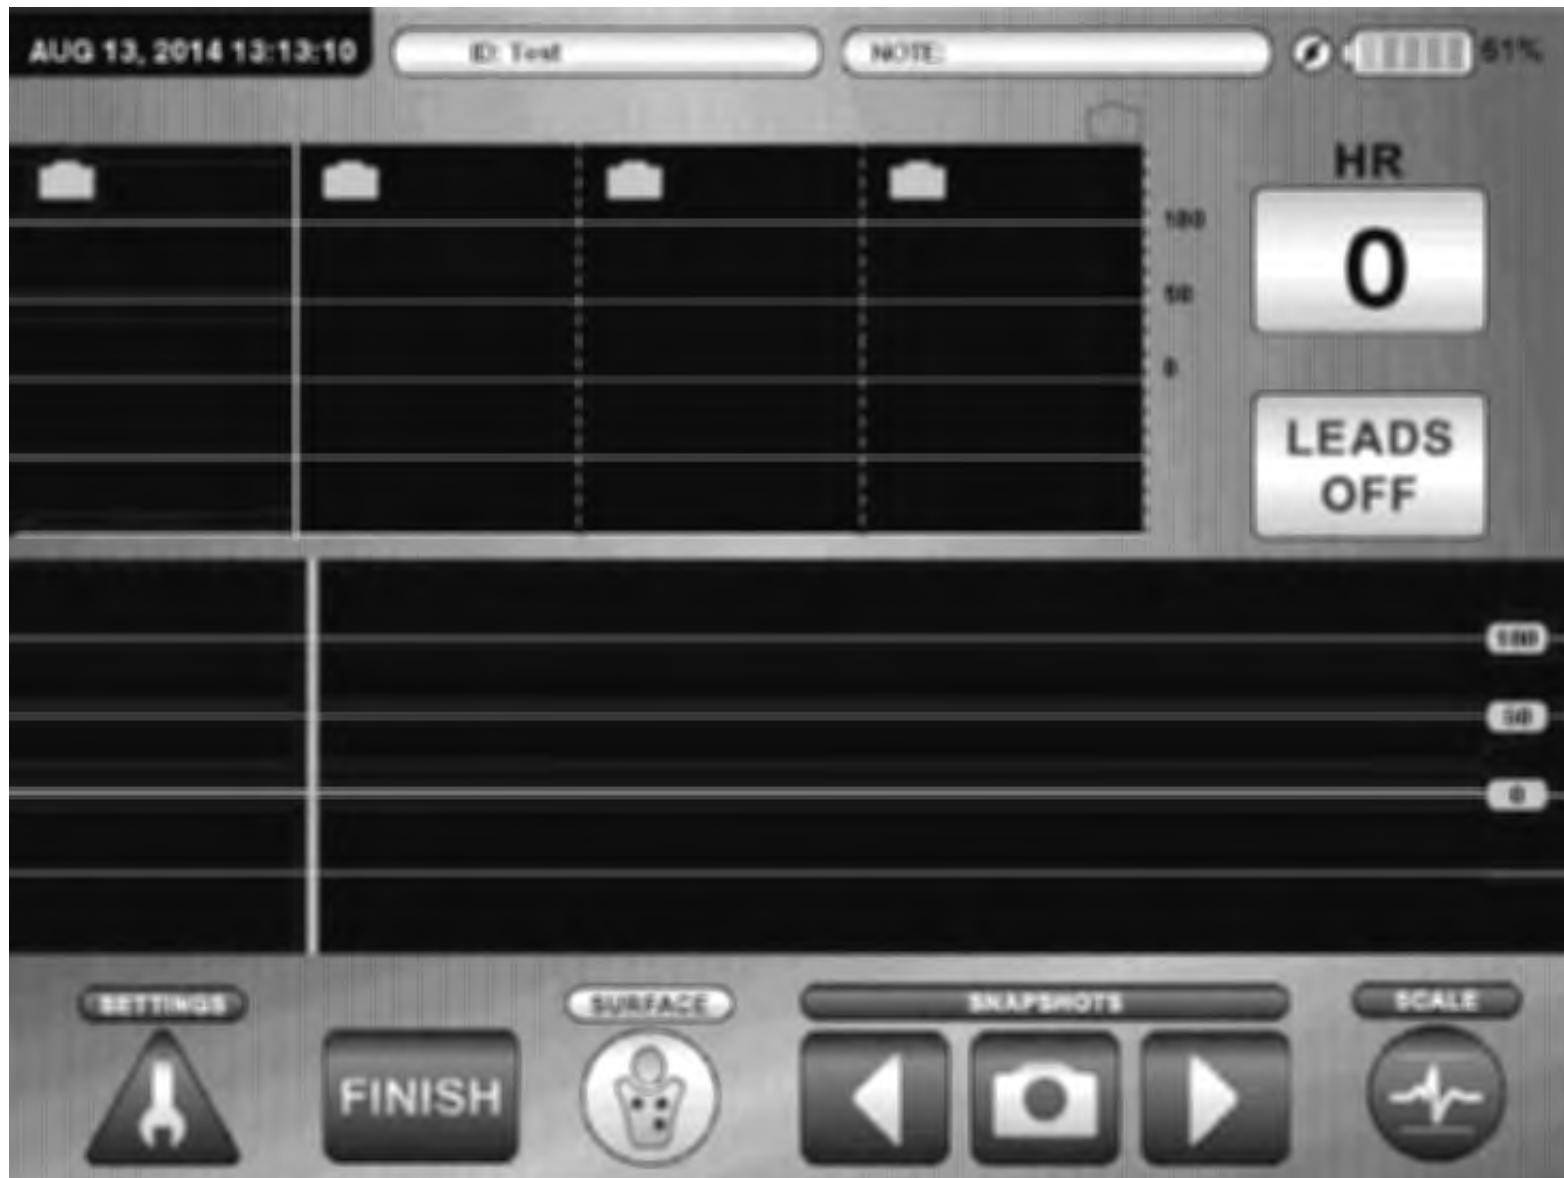 AUG 13, 2014 13:13:10
ID: Test
NOTE:
61%
HR
0
100
50
0
LEADS
OFF
100
50
0
SETTINGS
FINISH
SURFACE
SNAPSHOTS
SCALE